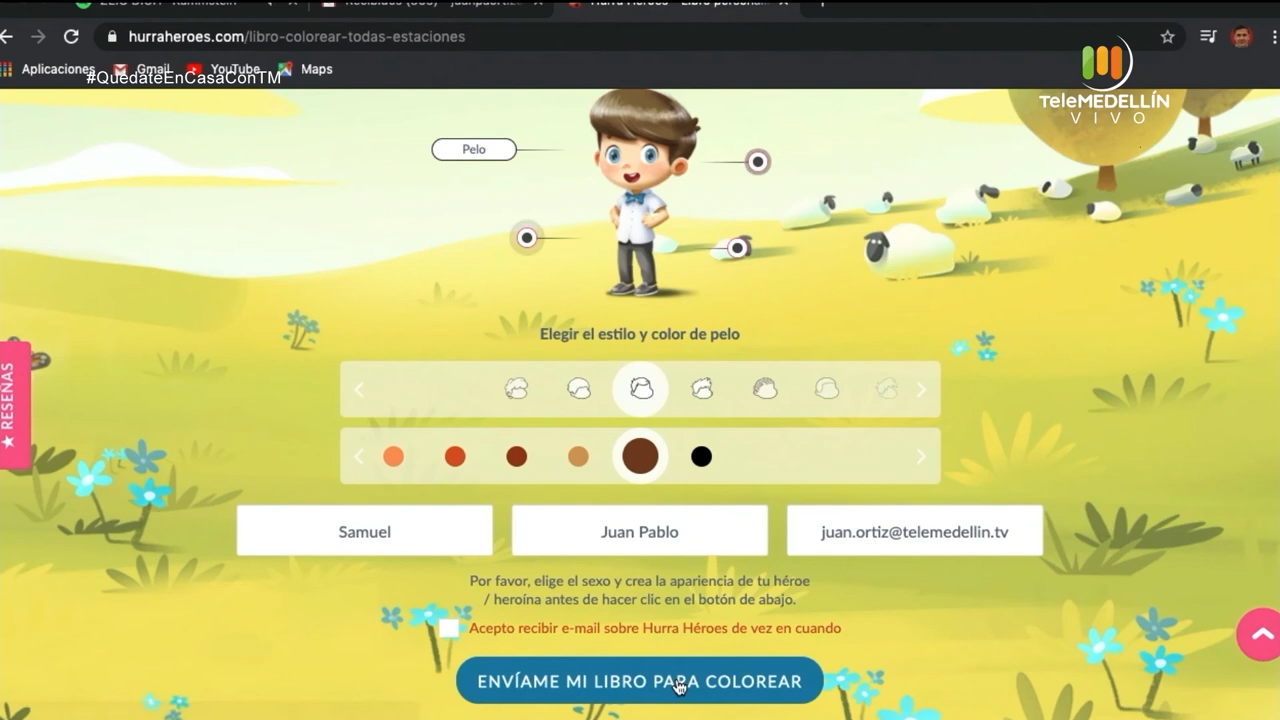 hurraheroes.com/libro-colorear-todas-estaciones
Aplicaciones
Gmail
YouTube
Maps
#QuédateEnCasaConTM
TeleMEDELLÍN
VIVO
Pelo
Elegir el estilo y color de pelo
★ RESEÑAS
Samuel
Juan Pablo
juan.ortiz@telemedellin.tv
Por favor, elige el sexo y crea la apariencia de tu héroe
/ heroína antes de hacer clic en el botón de abajo.
Acepto recibir e-mail sobre Hurra Héroes de vez en cuando
ENVÍAME MI LIBRO PARA COLOREAR